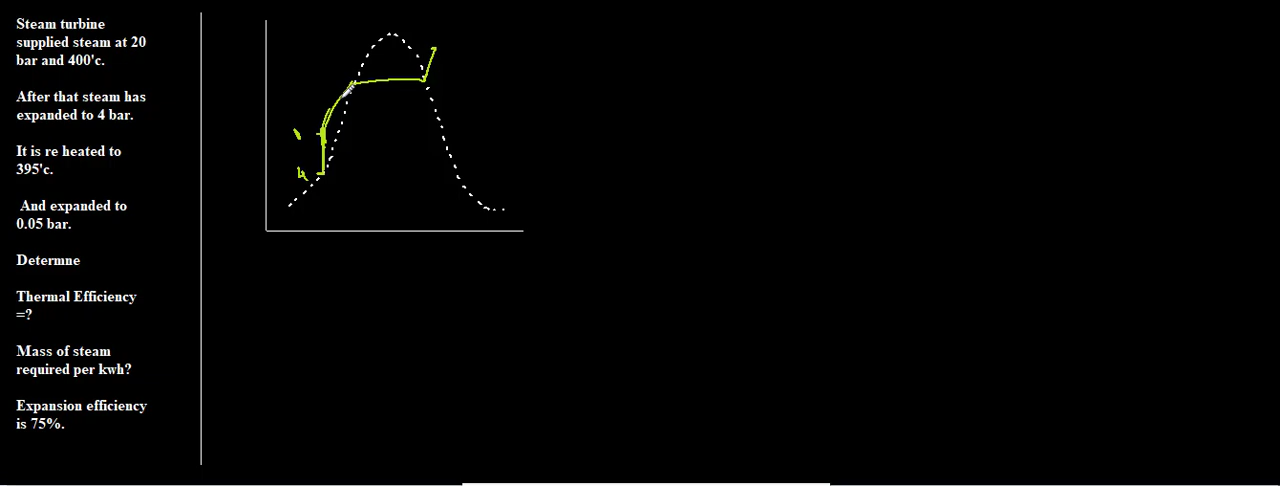 Steam turbine
supplied steam at 20
bar and 400'c.
After that steam has
expanded to 4 bar.
It is re heated to
395'c.
And expanded to
0.05 bar.
Determne
Thermal Efficiency
=?
Mass of steam
required per kwh?
Expansion efficiency
is 75%.